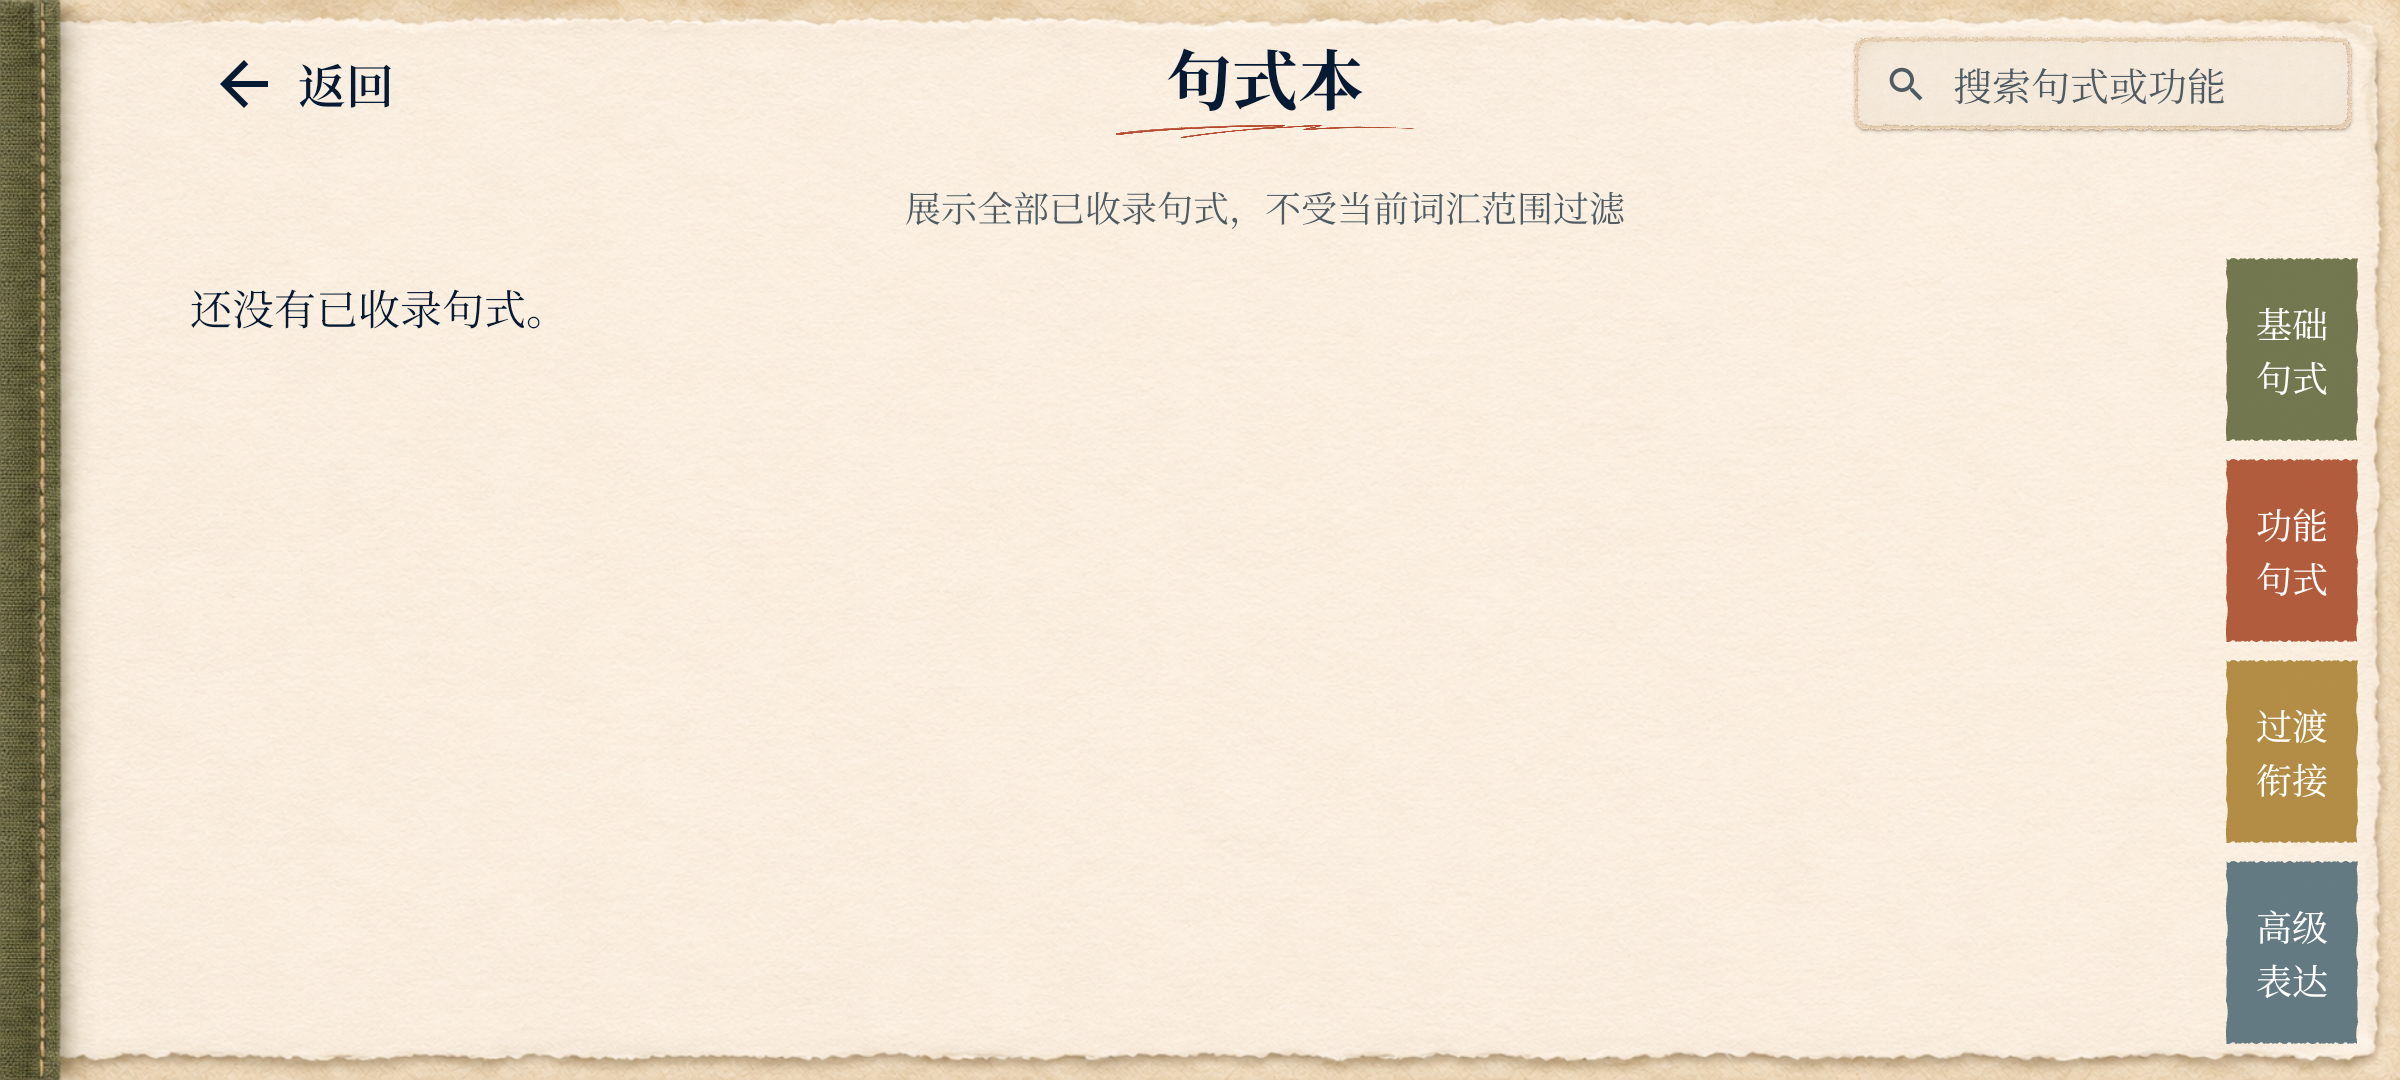 返回
句式本
搜索句式或功能
展示全部已收录句式，不受当前词汇范围过滤
还没有已收录句式。
基础
句式
功能
句式
过渡
衔接
高级
表达